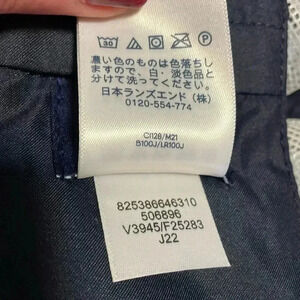 30
P
濃い色のものは色落ちし
ますので、白・淡色品と
分けて洗ってください。
日本ランズエンド（株）
0120-554-774
CI128/M21
B100J/LR100J
825386646310
506896
V3945/F25283
J22